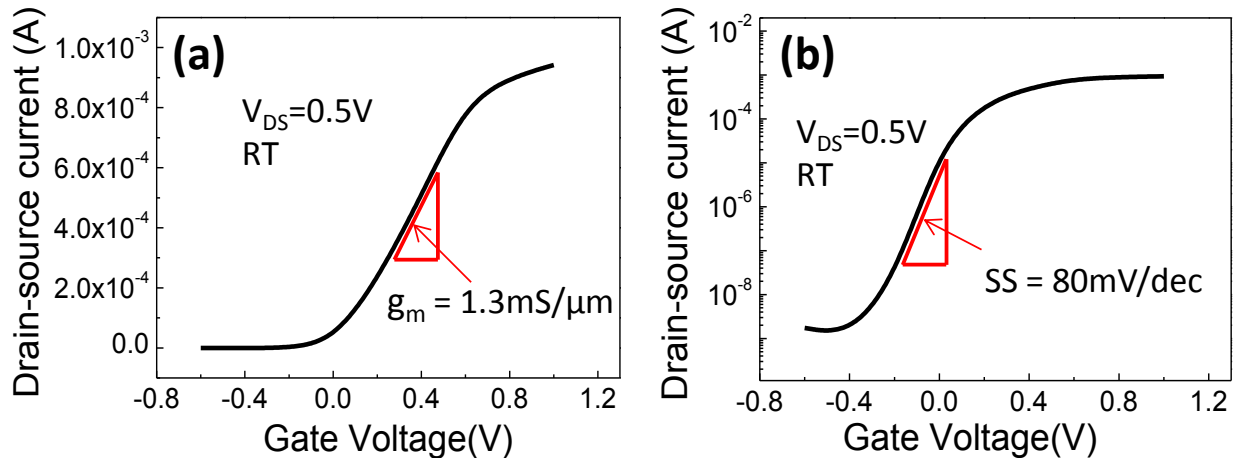 (a)
V_DS=0.5V
RT
g_m = 1.3mS/μm
Drain-source current (A)
1.0x10⁻³
8.0x10⁻⁴
6.0x10⁻⁴
4.0x10⁻⁴
2.0x10⁻⁴
0.0
-0.8 -0.4 0.0 0.4 0.8 1.2
Gate Voltage(V)
(b)
V_DS=0.5V
RT
SS = 80mV/dec
Drain-source current (A)
10⁻²
10⁻⁴
10⁻⁶
10⁻⁸
-0.8 -0.4 0.0 0.4 0.8 1.2
Gate Voltage(V)